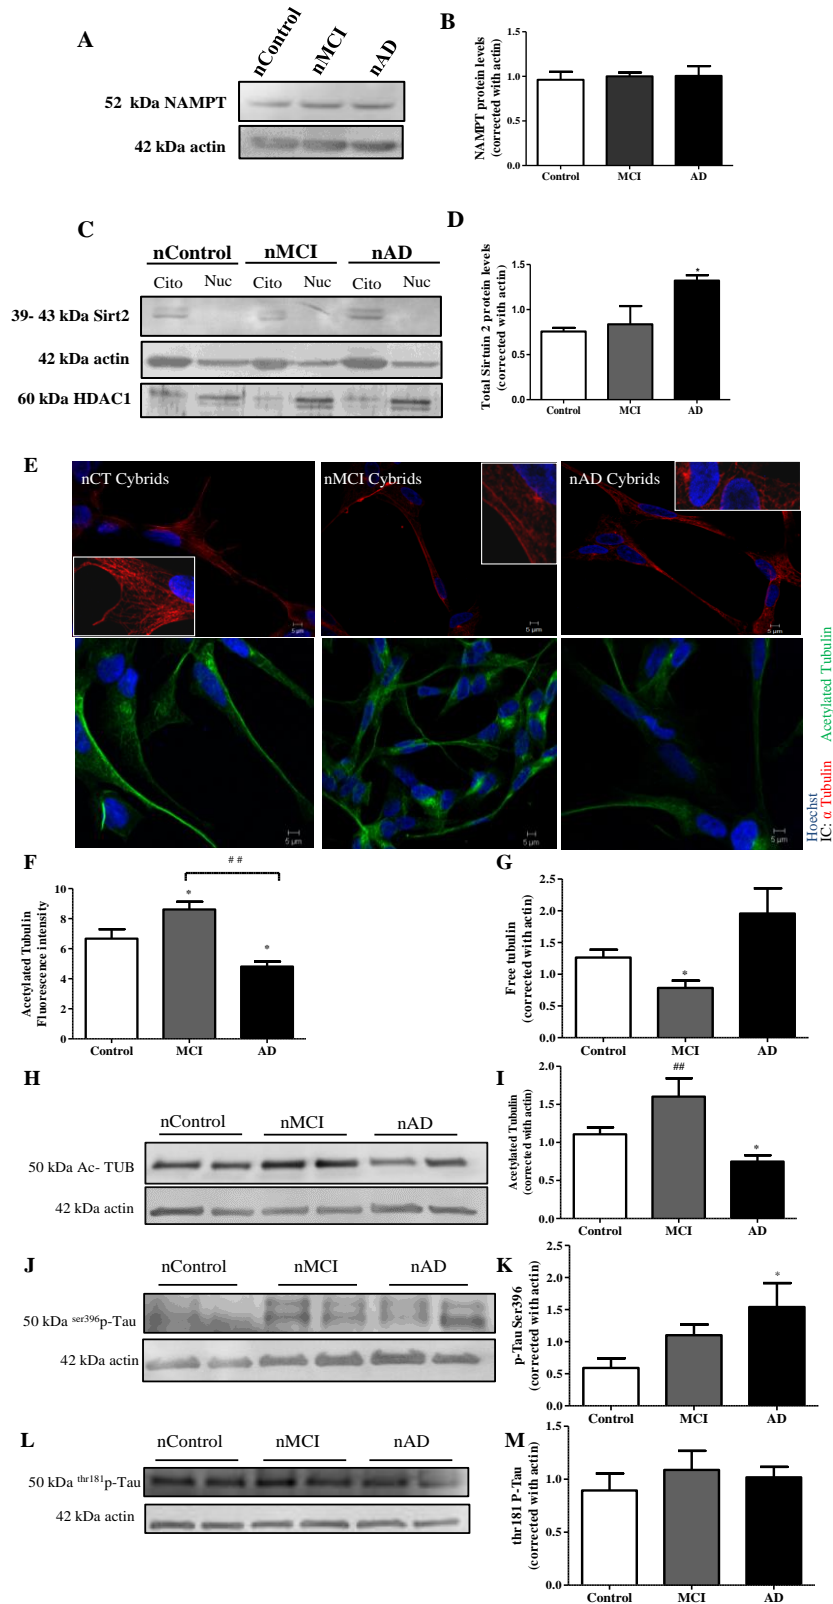 A
nControl
nMCI
nAD
52 kDa NAMPT
42 kDa actin
B
NAMPT protein levels
(corrected with actin)
1.5
1.0
0.5
0.0
Control MCI AD
C
nControl nMCI nAD
Cito Nuc Cito Nuc Cito Nuc
39- 43 kDa Sirt2
42 kDa actin
60 kDa HDAC1
D
Total Sirtuin 2 protein levels
(corrected with actin)
1.5
1.0
0.5
0.0
*
Control MCI AD
E
nCT Cybrids
nMCI Cybrids
nAD Cybrids
5 µm
5 µm
5 µm
5 µm
5 µm
5 µm
Hoechst
IC: α Tubulin Acetylated Tubulin
F
Acetylated Tubulin
Fluorescence intensity
10
8
6
4
2
0
# #
*
*
Control MCI AD
G
Free tubulin
(corrected with actin)
2.5
2.0
1.5
1.0
0.5
0.0
*
Control MCI AD
H
nControl nMCI nAD
50 kDa Ac- TUB
42 kDa actin
I
Acetylated Tubulin
(corrected with actin)
2.0
1.5
1.0
0.5
0.0
##
*
Control MCI AD
J
nControl nMCI nAD
50 kDa ser396p-Tau
42 kDa actin
K
p-Tau Ser396
(corrected with actin)
2.5
2.0
1.5
1.0
0.5
0.0
*
Control MCI AD
L
nControl nMCI nAD
50 kDa thr181p-Tau
42 kDa actin
M
thr181 P-Tau
(corrected with actin)
1.5
1.0
0.5
0.0
Control MCI AD